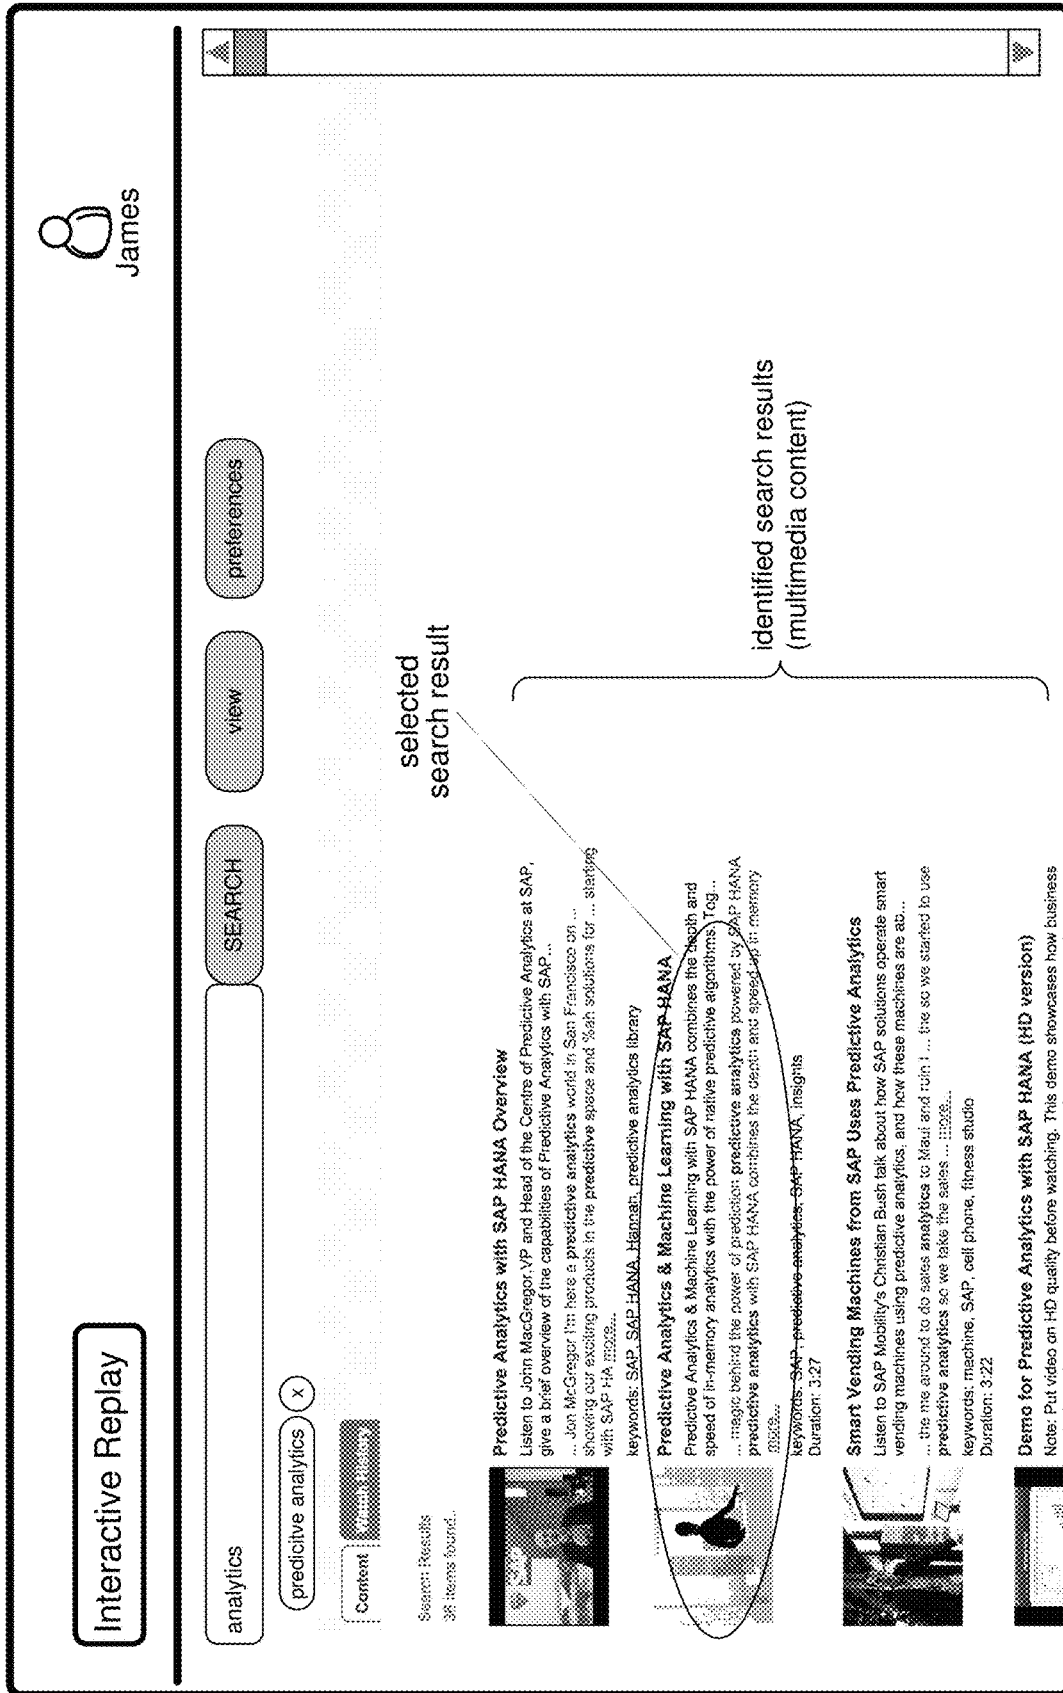 Interactive Replay
James
analytics
SEARCH
view
preferences
predicitve analytics
x
Content
Watch History
Search Results
38 items found..
selected
search result
identified search results
(multimedia content)
Predictive Analytics with SAP HANA Overview
Listen to John MacGregor,VP and Head of the Centre of Predictive Analytics at SAP,
give a brief overview of the capabilities of Predictive Analytics with SAP...
... Jon McGregor I'm here a predictive analytics world in San Francisco on ...
showing our exciting products in the predictive space and %ah solutions for ... starting
with SAP HA more...
keywords: SAP, SAP HANA, Hannah, predictive analytics library
Predictive Analytics & Machine Learning with SAP HANA
Predictive Analytics & Machine Learning with SAP HANA combines the depth and
speed of in-memory analytics with the power of native predictive algorithms. Tog...
... magic behind the power of prediction predictive analytics powered by SAP HANA
predictive analytics with SAP HANA combines the depth and speed up in memory
more...
keywords: SAP, predictive analytics, SAP HANA, insights
Duration: 3:27
Smart Vending Machines from SAP Uses Predictive Analytics
Listen to SAP Mobility's Christian Bush talk about how SAP solutions operate smart
vending machines using predictive analytics, and how these machines are ab...
... the me around to do sales analytics to Maui and ruin I ... the so we started to use
predictive analytics so we take the sales ... more...
keywords: machine, SAP, cell phone, fitness studio
Duration: 3:22
Demo for Predictive Analytics with SAP HANA (HD version)
Note: Put video on HD quality before watching. This demo showcases how business